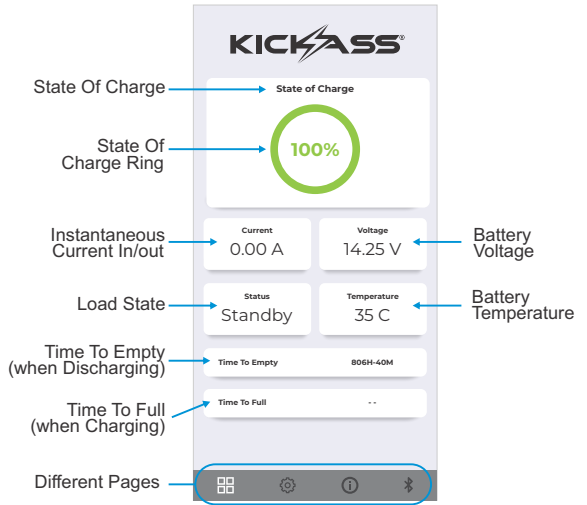 KICKASS®
State Of Charge
State of Charge
State Of
Charge Ring
100%
Instantaneous
Current In/out
Current
0.00 A
Voltage
14.25 V
Battery
Voltage
Load State
Status
Standby
Temperature
35 C
Battery
Temperature
Time To Empty
(when Discharging)
Time To Empty
806H-40M
Time To Full
(when Charging)
Time To Full
- -
Different Pages